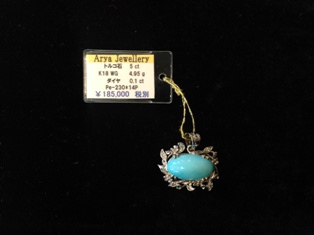 Arya Jewellery
トルコ石 5 ct
K18 WG 4.95 g
ダイヤ 0.1 ct
Pe-230※14P
¥185,000 税別